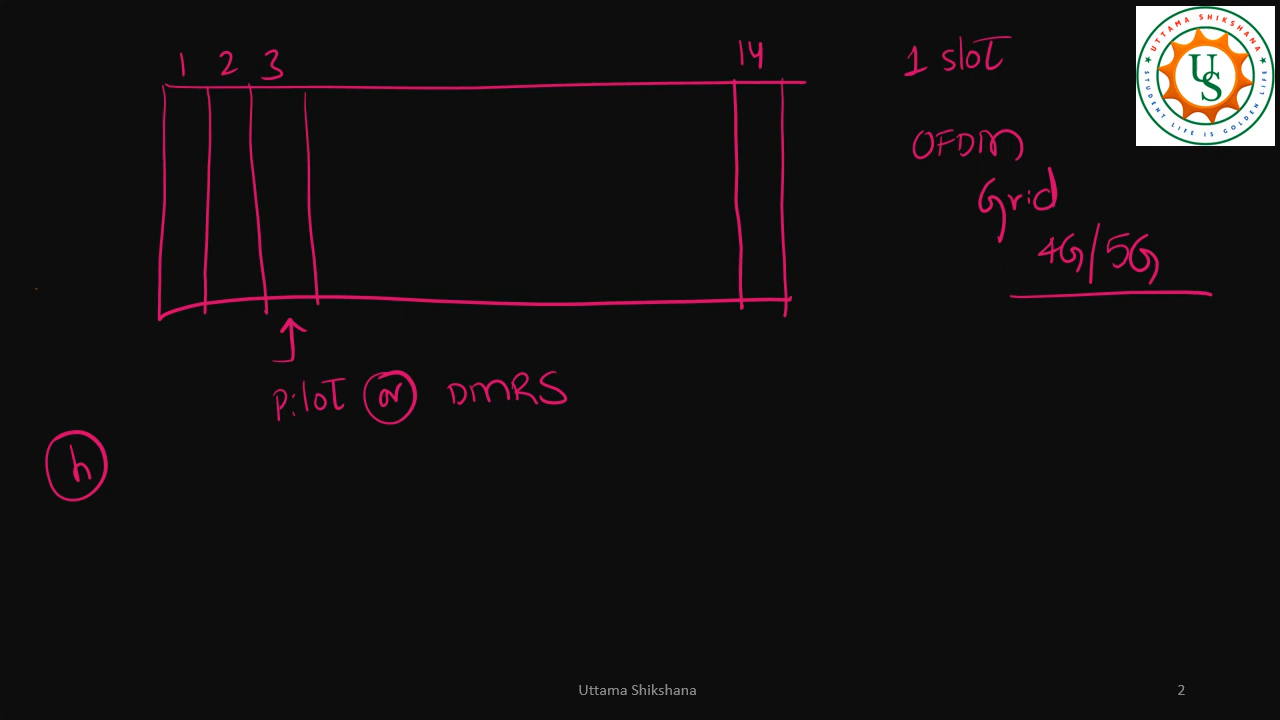 1 2 3 14
1 slot
OFDM
Grid
4G/5G
Pilot or DMRS
h
UTTAMA SHIKSHANA
US
STUDENT LIFE IS GOLDEN LIFE
Uttama Shikshana
2